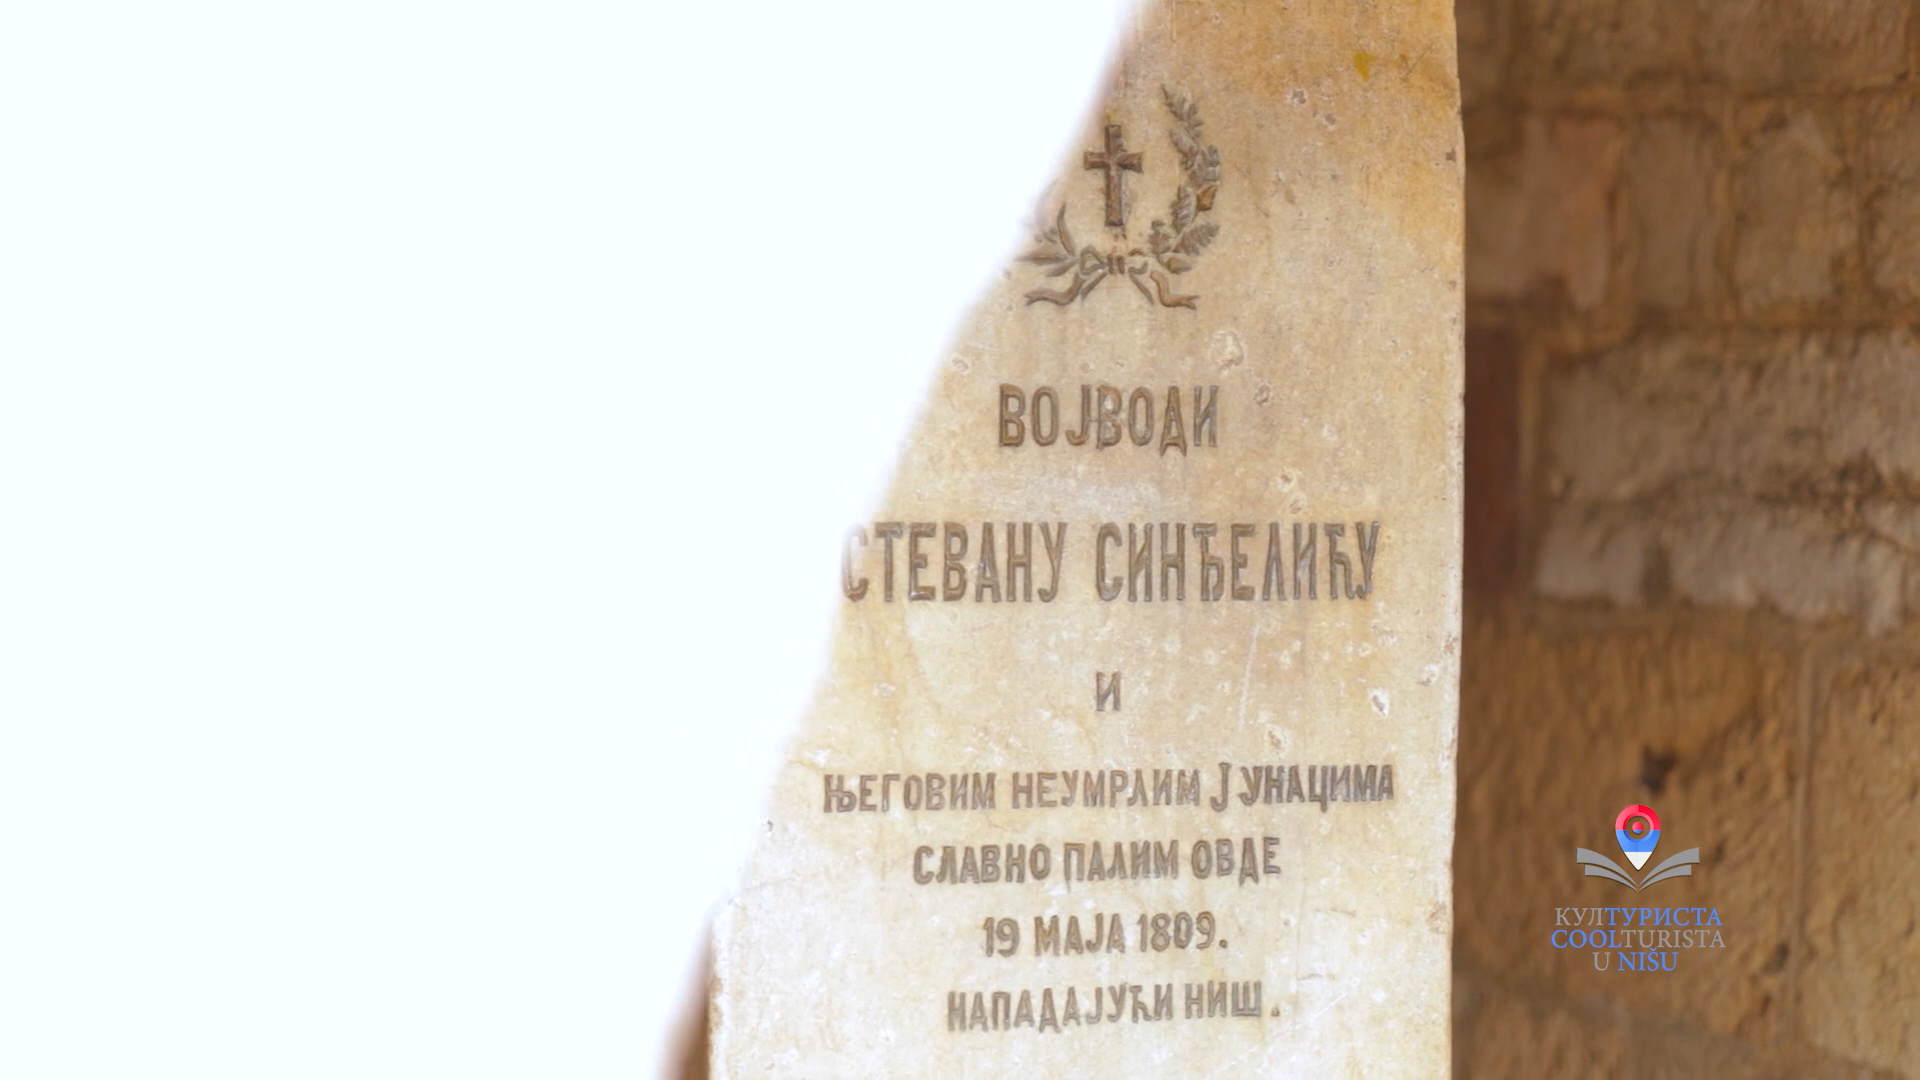 ВОЈВОДИ
СТЕВАНУ СИНЂЕЛИЋУ
И
ЊЕГОВИМ НЕУМРЛИМ ЈУНАЦИМА
СЛАВНО ПАЛИМ ОВДЕ
19 МАЈА 1809.
НАПАДАЈУЋИ НИШ.
КУЛТУРИСТА
COOLTURISTA
U NIŠU